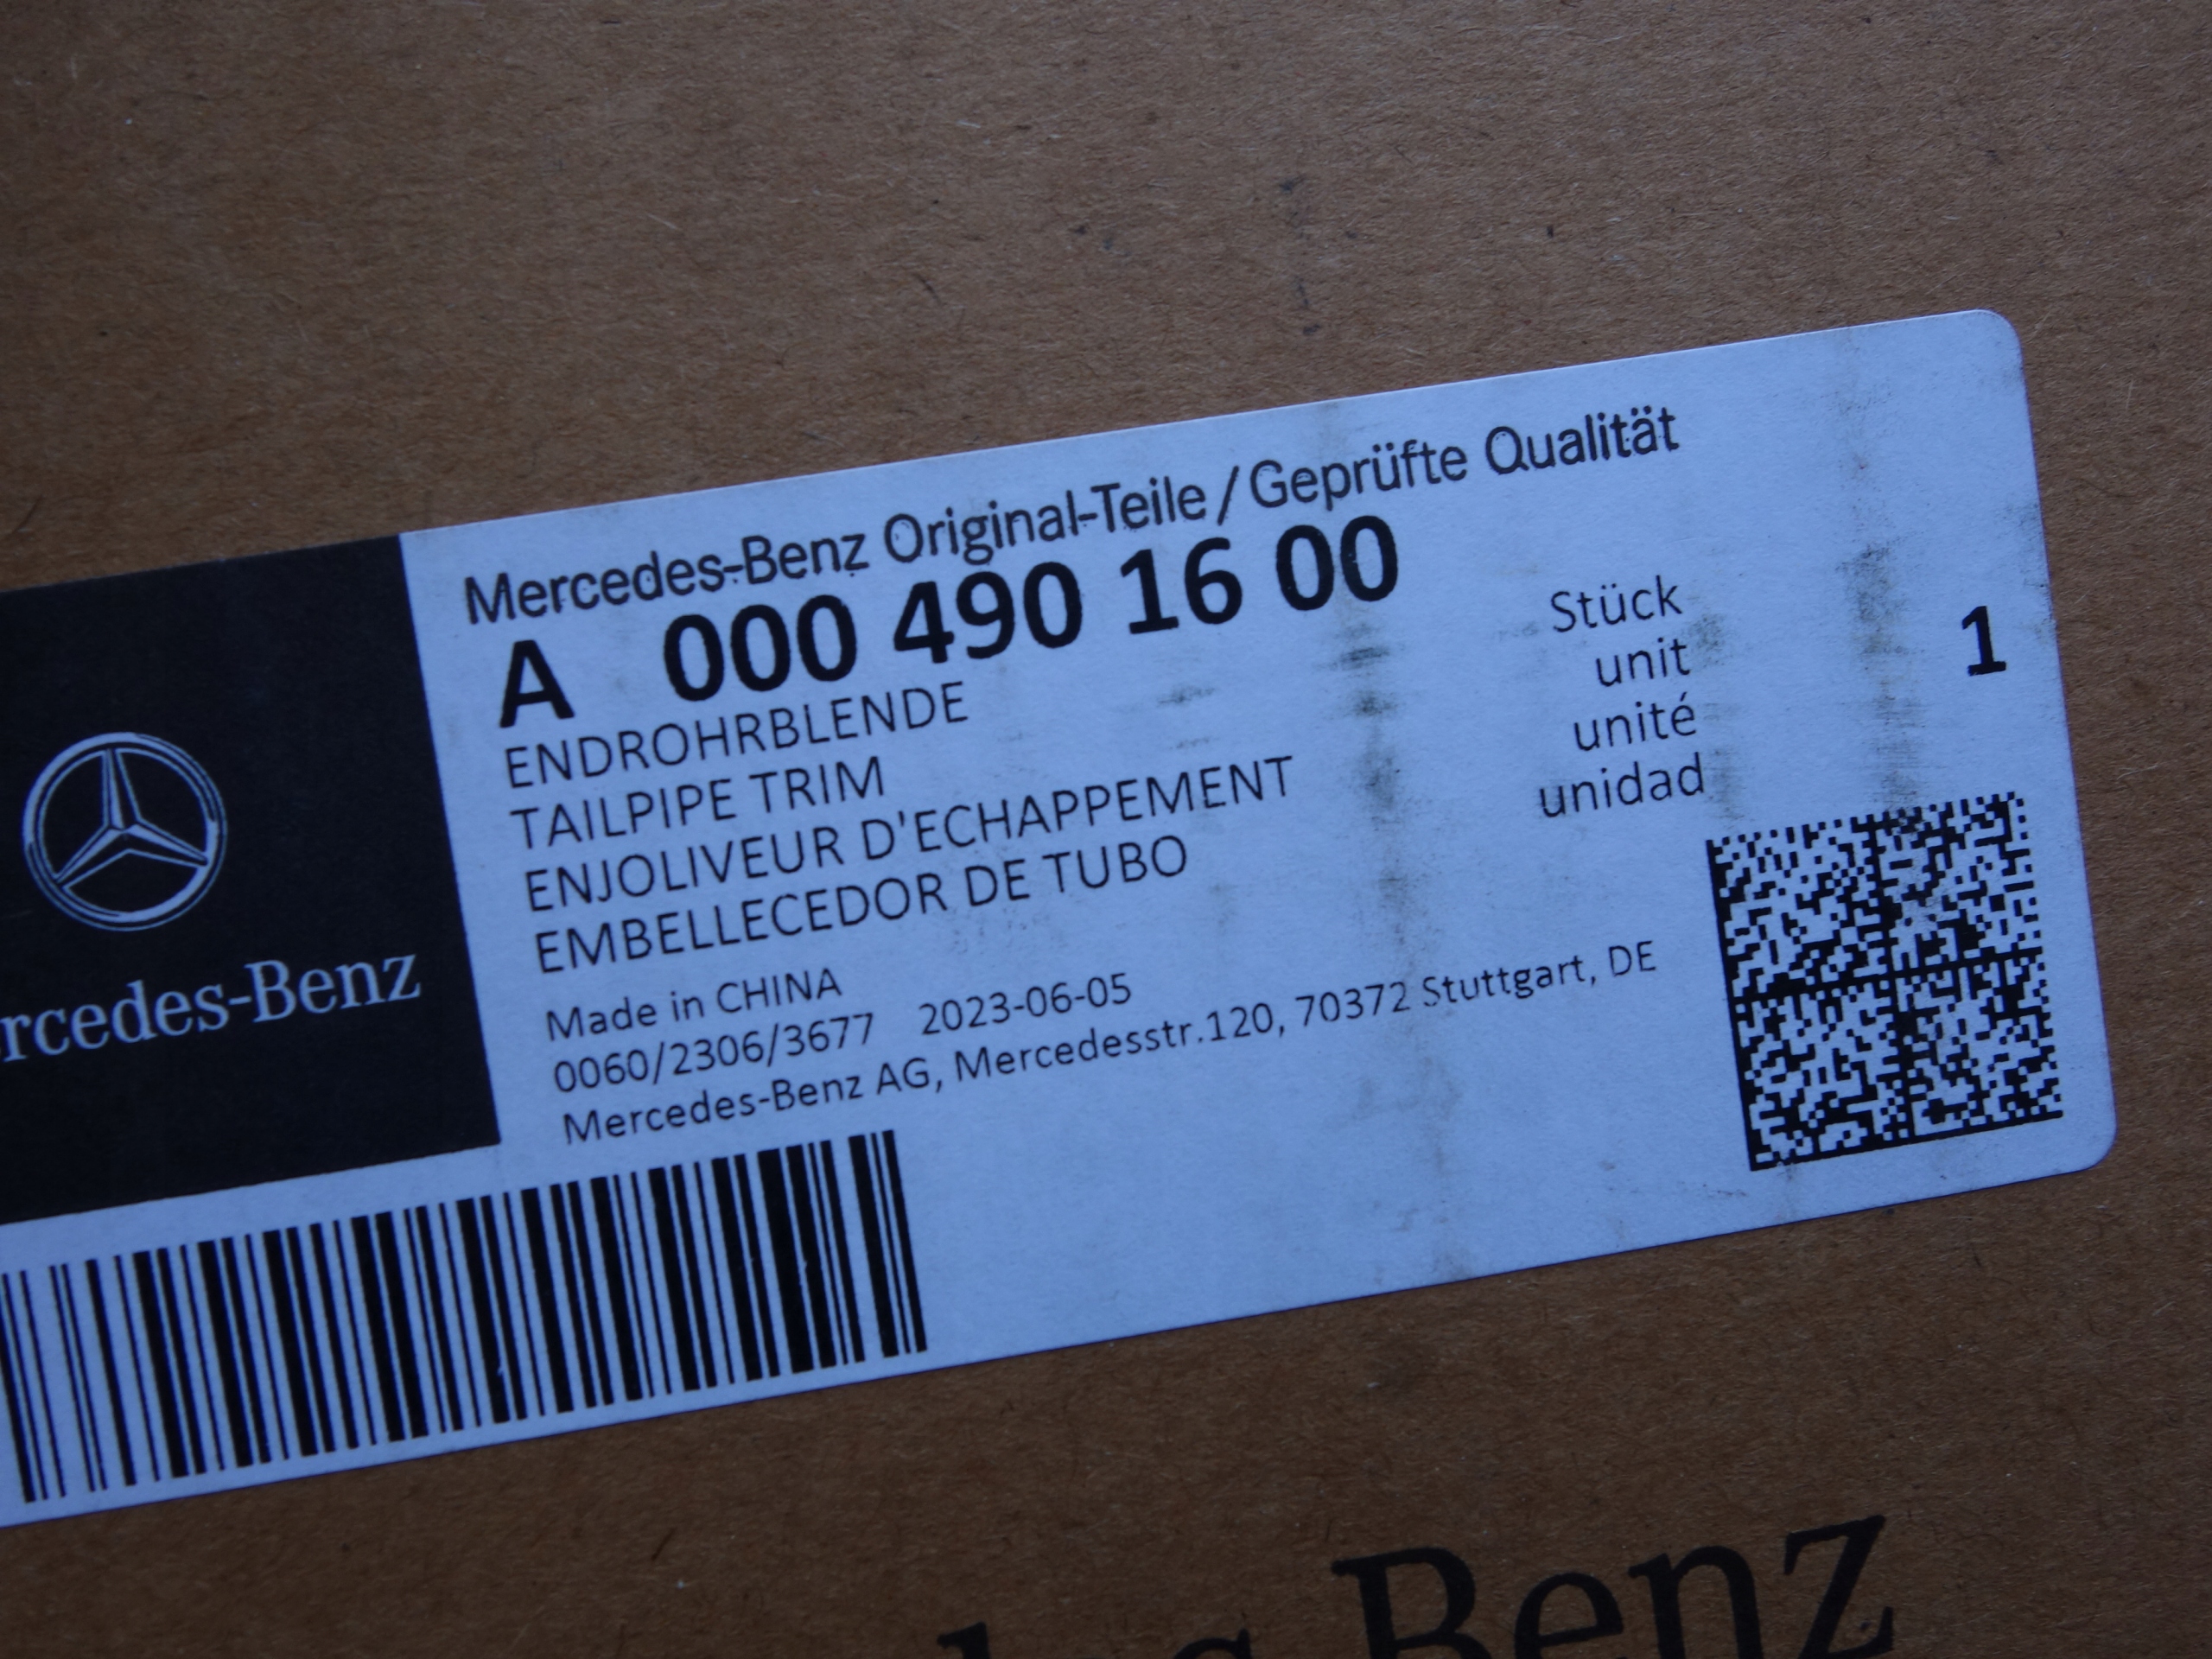 Mercedes-Benz Original-Teile / Geprüfte Qualität
A 000 490 16 00
ENDROHRBLENDE
TAILPIPE TRIM
ENJOLIVEUR D'ECHAPPEMENT
EMBELLECEDOR DE TUBO
Stück
unit
unité
unidad
1
Made in CHINA
0060/2306/3677 2023-06-05
Mercedes-Benz AG, Mercedesstr.120, 70372 Stuttgart, DE
rcedes-Benz
des Benz